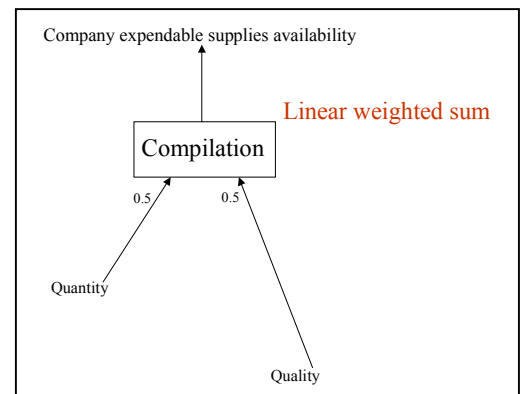 Company expendable supplies availability
Linear weighted sum
Compilation
0.5 0.5
Quantity
Quality